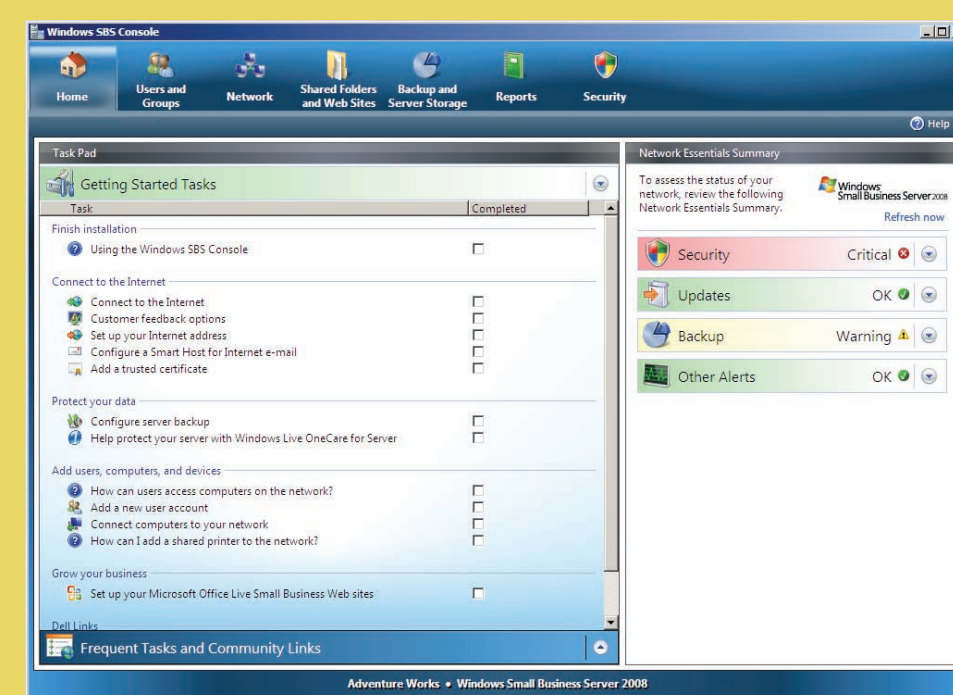 Windows SBS Console
Home
Users and
Groups
Network
Shared Folders
and Web Sites
Backup and
Server Storage
Reports
Security
Help
Task Pad
Getting Started Tasks
Task Completed
Finish installation
Using the Windows SBS Console
Connect to the Internet
Connect to the Internet
Customer feedback options
Set up your Internet address
Configure a Smart Host for Internet e-mail
Add a trusted certificate
Protect your data
Configure server backup
Help protect your server with Windows Live OneCare for Server
Add users, computers, and devices
How can users access computers on the network?
Add a new user account
Connect computers to your network
How can I add a shared printer to the network?
Grow your business
Set up your Microsoft Office Live Small Business Web sites
Dell Links
Frequent Tasks and Community Links
Network Essentials Summary
To assess the status of your
network, review the following
Network Essentials Summary.
Windows
Small Business Server 2008
Refresh now
Security Critical
Updates OK
Backup Warning
Other Alerts OK
Adventure Works • Windows Small Business Server 2008